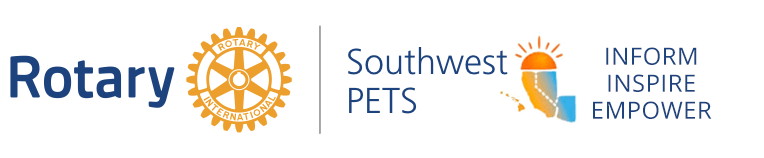 Rotary
ROTARY
INTERNATIONAL
Southwest
PETS
INFORM
INSPIRE
EMPOWER